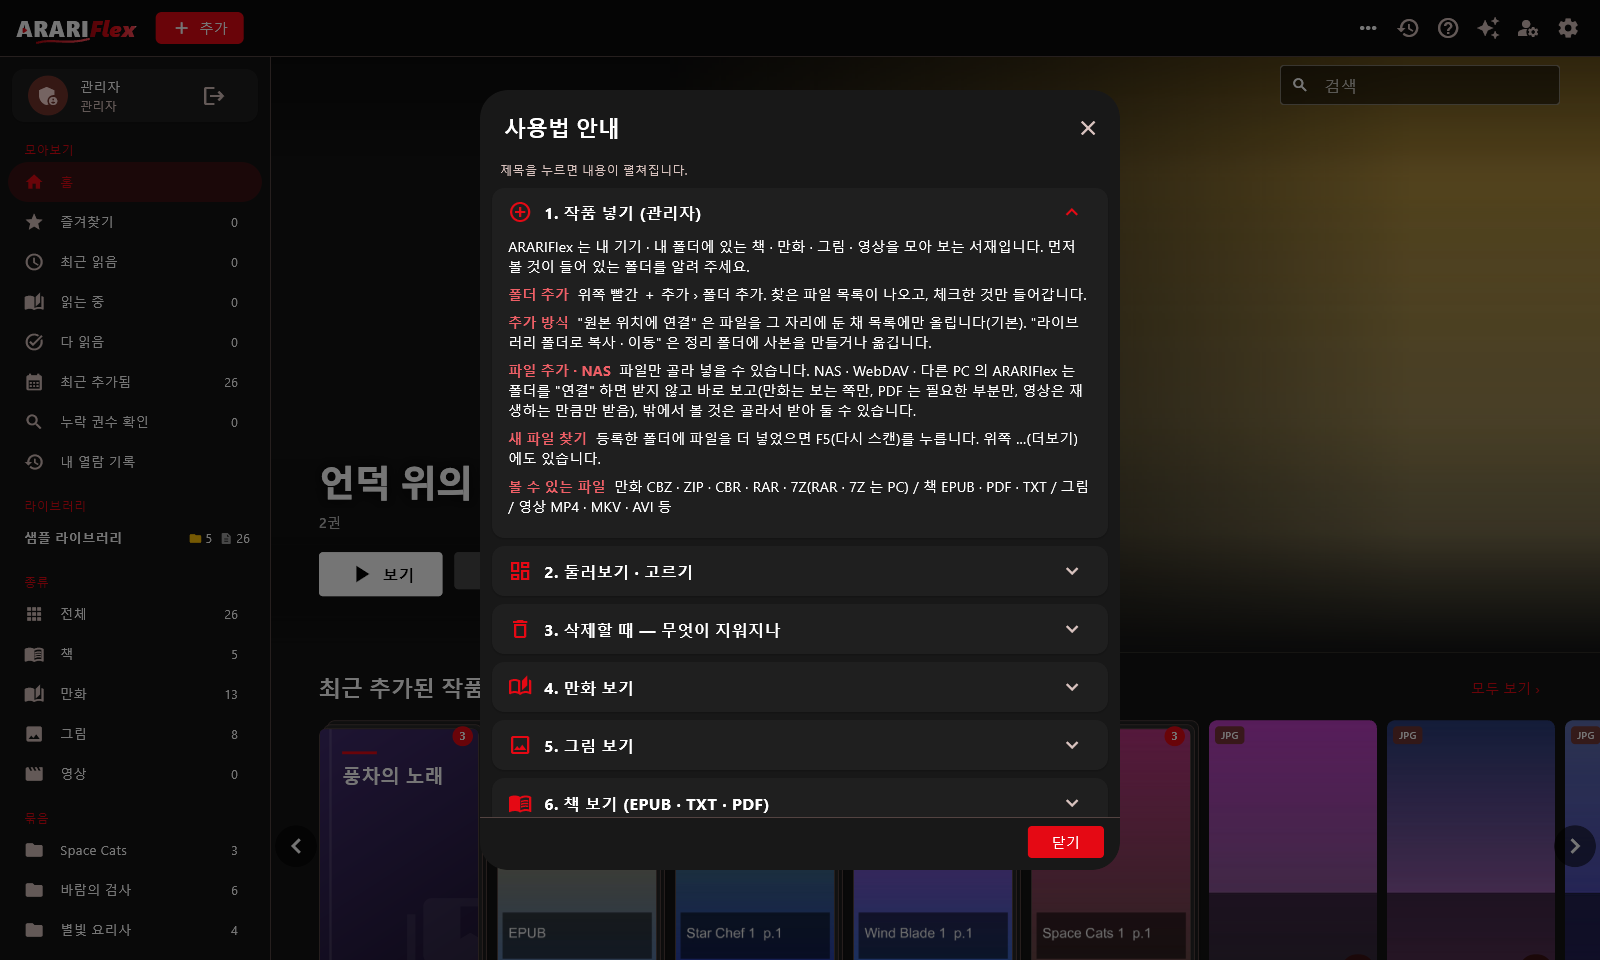 ARARIFlex
+ 추가
관리자
관리자
모아보기
홈
즐겨찾기 0
최근 읽음 0
읽는 중 0
다 읽음 0
최근 추가됨 26
누락 권수 확인 0
내 열람 기록
라이브러리
샘플 라이브러리 5 26
종류
전체 26
책 5
만화 13
그림 8
영상 0
묶음
Space Cats 3
바람의 검사 6
별빛 요리사 4
검색
언덕 위의
2권
보기
최근 추가된 작품
모두 보기 ›
3
풍차의 노래
EPUB
Star Chef 1 p.1
Wind Blade 1 p.1
3
Space Cats 1 p.1
JPG
JPG
JPG
사용법 안내
제목을 누르면 내용이 펼쳐집니다.
1. 작품 넣기 (관리자)
ARARIFlex 는 내 기기 · 내 폴더에 있는 책 · 만화 · 그림 · 영상을 모아 보는 서재입니다. 먼저
볼 것이 들어 있는 폴더를 알려 주세요.
폴더 추가 위쪽 빨간 + 추가 › 폴더 추가. 찾은 파일 목록이 나오고, 체크한 것만 들어갑니다.
추가 방식 "원본 위치에 연결" 은 파일을 그 자리에 둔 채 목록에만 올립니다(기본). "라이브
러리 폴더로 복사 · 이동" 은 정리 폴더에 사본을 만들거나 옮깁니다.
파일 추가 · NAS 파일만 골라 넣을 수 있습니다. NAS · WebDAV · 다른 PC 의 ARARIFlex 는
폴더를 "연결" 하면 받지 않고 바로 보고(만화는 보는 쪽만, PDF 는 필요한 부분만, 영상은 재
생하는 만큼만 받음), 밖에서 볼 것은 골라서 받아 둘 수 있습니다.
새 파일 찾기 등록한 폴더에 파일을 더 넣었으면 F5(다시 스캔)를 누릅니다. 위쪽 ...(더보기)
에도 있습니다.
볼 수 있는 파일 만화 CBZ · ZIP · CBR · RAR · 7Z(RAR · 7Z 는 PC) / 책 EPUB · PDF · TXT / 그림
/ 영상 MP4 · MKV · AVI 등
2. 둘러보기 · 고르기
3. 삭제할 때 — 무엇이 지워지나
4. 만화 보기
5. 그림 보기
6. 책 보기 (EPUB · TXT · PDF)
닫기